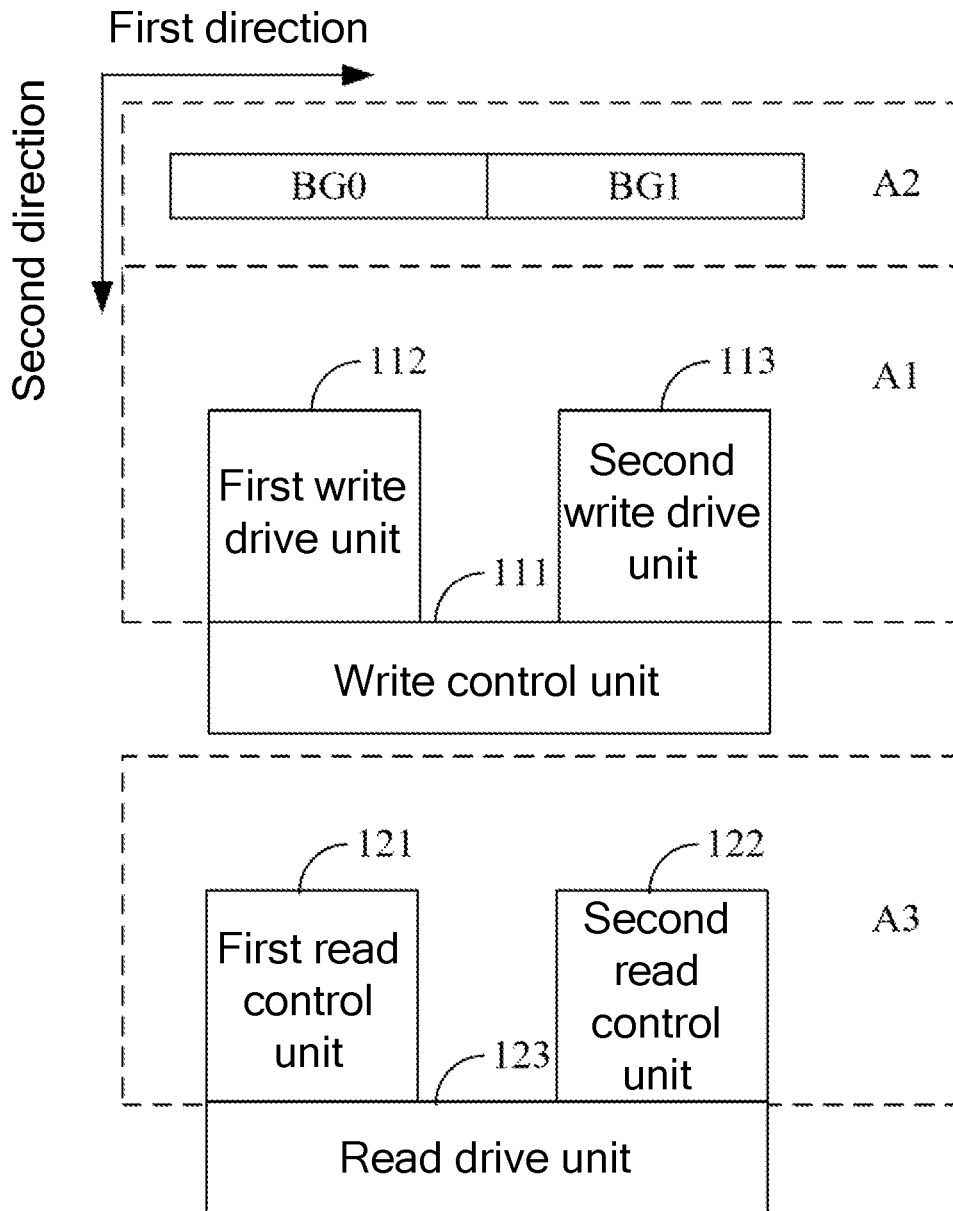 First direction
Second direction
BG0
BG1
A2
112
113
A1
First write
drive unit
Second
write drive
unit
111
Write control unit
121
122
A3
First read
control
unit
Second
read
control
unit
123
Read drive unit